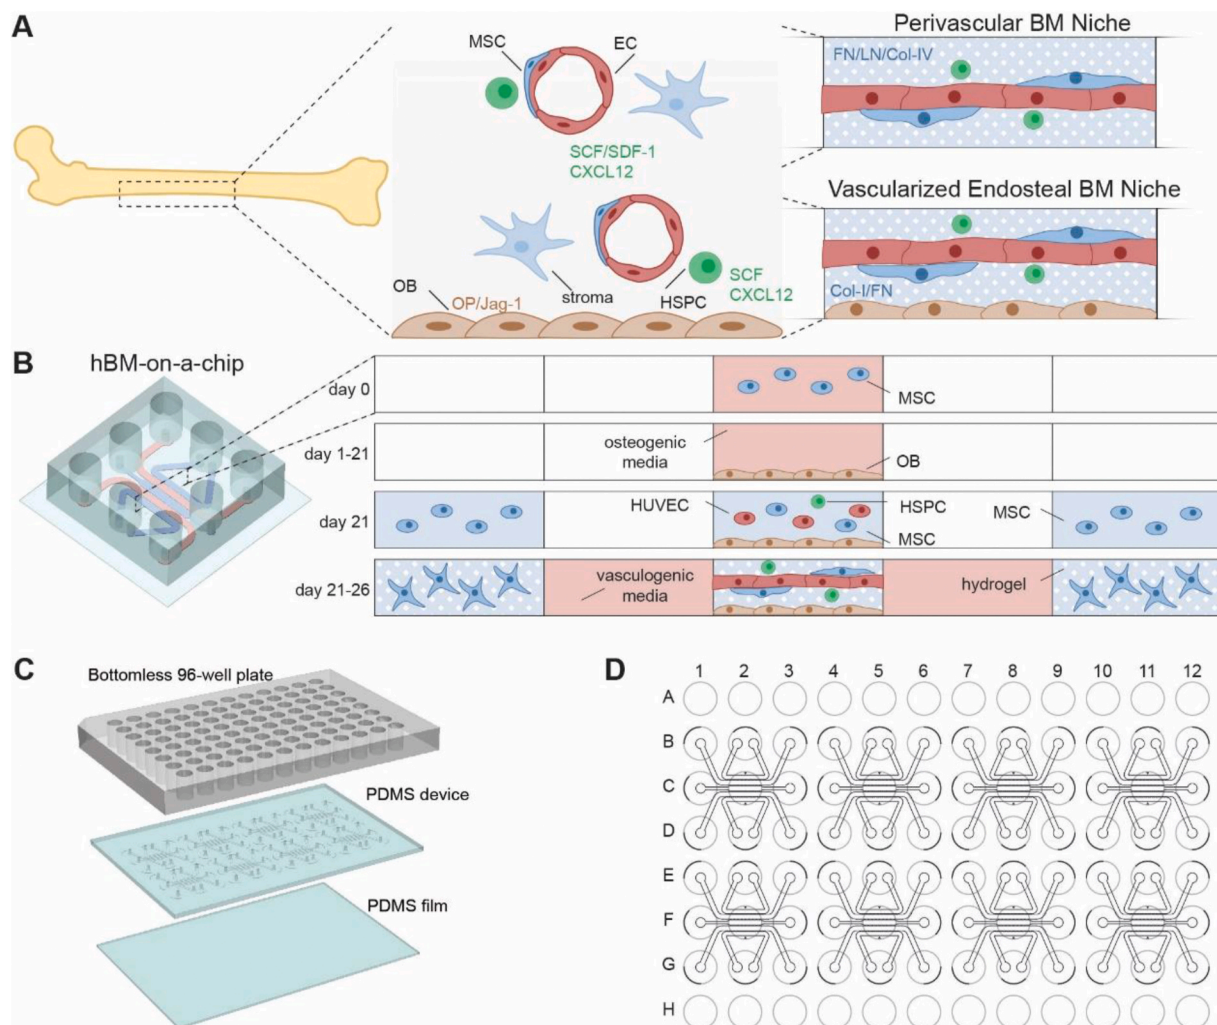 A
Perivascular BM Niche
MSC
EC
FN/LN/Col-IV
SCF/SDF-1
CXCL12
Vascularized Endosteal BM Niche
OB
OP/Jag-1
stroma
HSPC
SCF
CXCL12
Col-I/FN
B
hBM-on-a-chip
day 0
MSC
day 1-21
osteogenic
media
OB
day 21
HUVEC
HSPC
MSC
MSC
day 21-26
vasculogenic
media
hydrogel
C
Bottomless 96-well plate
PDMS device
PDMS film
D
1 2 3 4 5 6 7 8 9 10 11 12
A
B
C
D
E
F
G
H